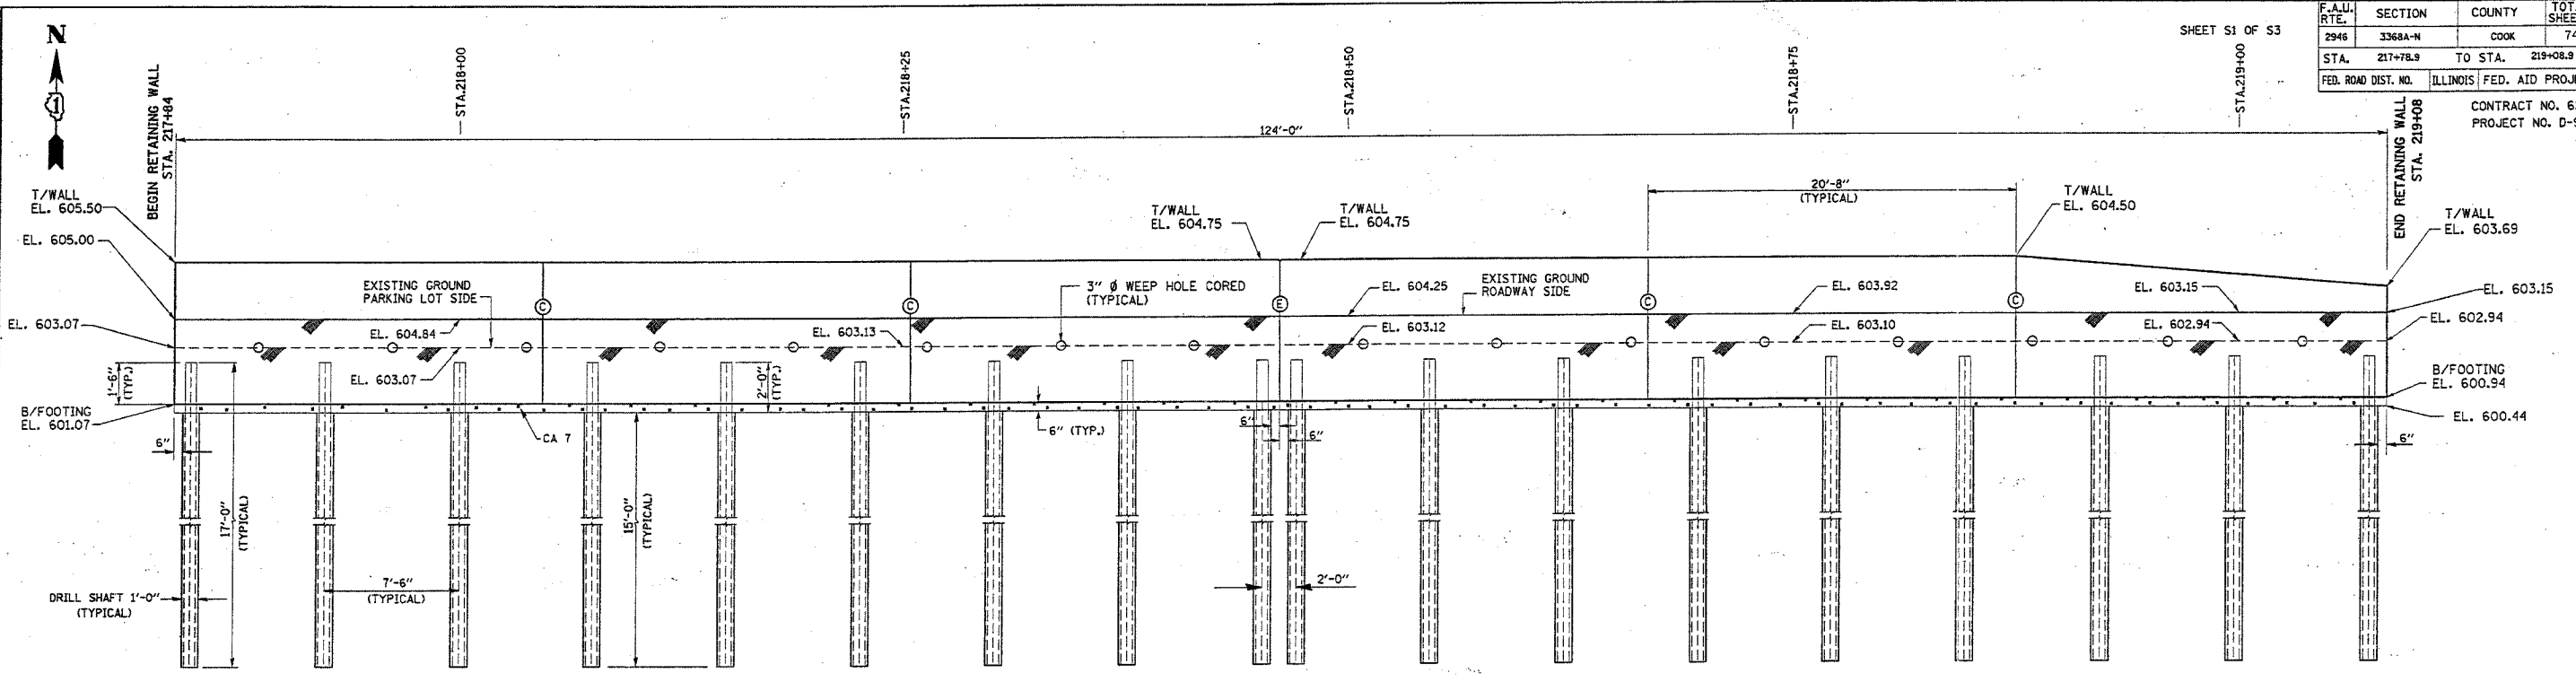 N
1
BEGIN RETAINING WALL
STA. 217+84
STA.218+00
STA.218+25
STA.218+50
STA.218+75
STA.219+00
SHEET S1 OF S3
F.A.U. RTE.
SECTION
COUNTY
2946
3368A-N
COOK
STA. 217+78.9 TO STA. 219+08.9
FED. ROAD DIST. NO.
ILLINOIS
FED. AID
CONTRACT NO.
PROJECT NO.
END RETAINING WALL
STA. 219+08
124'-0"
20'-8"
(TYPICAL)
T/WALL
EL. 605.50
EL. 605.00
EL. 603.07
T/WALL
EL. 604.75
T/WALL
EL. 604.75
T/WALL
EL. 604.50
T/WALL
EL. 603.69
EXISTING GROUND
PARKING LOT SIDE
3" Ø WEEP HOLE CORED
(TYPICAL)
EXISTING GROUND
ROADWAY SIDE
EL. 604.25
EL. 603.92
EL. 603.15
EL. 603.15
C
C
E
C
C
EL. 604.84
EL. 603.13
EL. 603.12
EL. 603.10
EL. 602.94
EL. 602.94
EL. 603.07
1'-6"
(TYP.)
2'-0"
(TYP.)
B/FOOTING
EL. 601.07
B/FOOTING
EL. 600.94
EL. 600.44
6"
CA 7
6" (TYP.)
6"
6"
6"
17'-0"
(TYPICAL)
15'-0"
(TYPICAL)
7'-6"
(TYPICAL)
2'-0"
DRILL SHAFT 1'-0"
(TYPICAL)